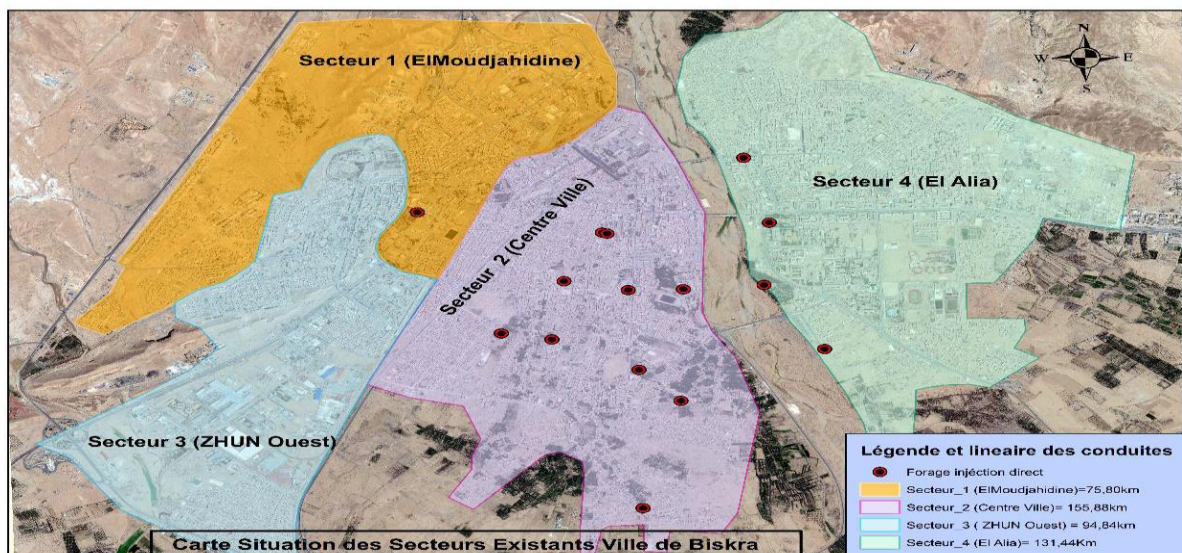 Secteur 1 (ElMoudjahidine)
N
W E
S
Secteur 4 (El Alia)
Secteur 2 (Centre Ville)
Secteur 3 (ZHUN Ouest)
Légende et lineaire des conduites
Forage injéction direct
Secteur_1 (ElMoudjahidine)=75,80km
Secteur_2 (Centre Ville)= 155,88km
Secteur_3 ( ZHUN Ouest) = 94,84km
Secteur_4 (El Alia)= 131,44Km
Carte Situation des Secteurs Existants Ville de Biskra